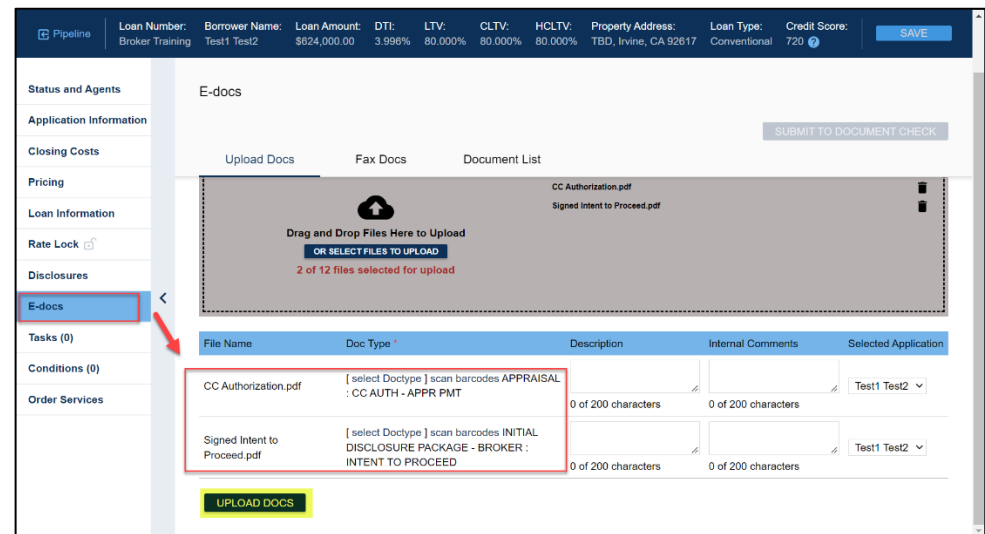 Pipeline
Loan Number: Borrower Name: Loan Amount: DTI: LTV: CLTV: HCLTV: Property Address: Loan Type: Credit Score:
Broker Training Test1 Test2 $624,000.00 3.996% 80.000% 80.000% 80.000% TBD, Irvine, CA 92617 Conventional 720 ?
SAVE
Status and Agents
Application Information
Closing Costs
Pricing
Loan Information
Rate Lock
Disclosures
E-docs
Tasks (0)
Conditions (0)
Order Services
E-docs
SUBMIT TO DOCUMENT CHECK
Upload Docs Fax Docs Document List
Drag and Drop Files Here to Upload
OR SELECT FILES TO UPLOAD
2 of 12 files selected for upload
CC Authorization.pdf
Signed Intent to Proceed.pdf
File Name Doc Type * Description Internal Comments Selected Application
CC Authorization.pdf
[ select Doctype ] scan barcodes APPRAISAL
: CC AUTH - APPR PMT
0 of 200 characters
0 of 200 characters
Test1 Test2
Signed Intent to
Proceed.pdf
[ select Doctype ] scan barcodes INITIAL
DISCLOSURE PACKAGE - BROKER :
INTENT TO PROCEED
0 of 200 characters
0 of 200 characters
Test1 Test2
UPLOAD DOCS